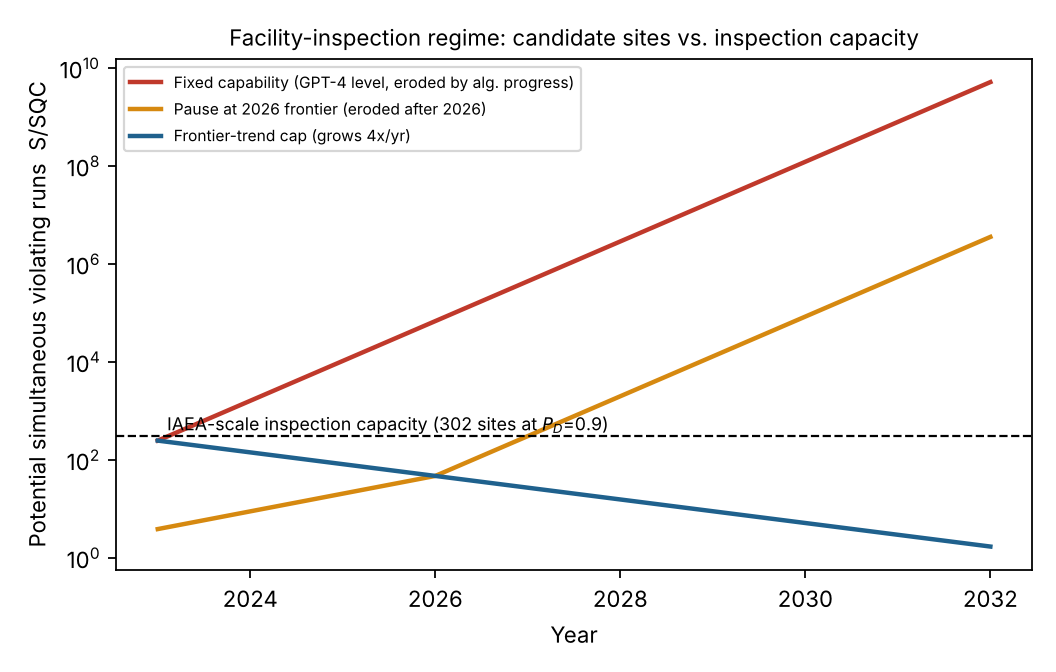 Facility-inspection regime: candidate sites vs. inspection capacity
Potential simultaneous violating runs S/SQC
10^10
10^8
10^6
10^4
10^2
10^0
Fixed capability (GPT-4 level, eroded by alg. progress)
Pause at 2026 frontier (eroded after 2026)
Frontier-trend cap (grows 4x/yr)
IAEA-scale inspection capacity (302 sites at P_D=0.9)
2024 2026 2028 2030 2032
Year